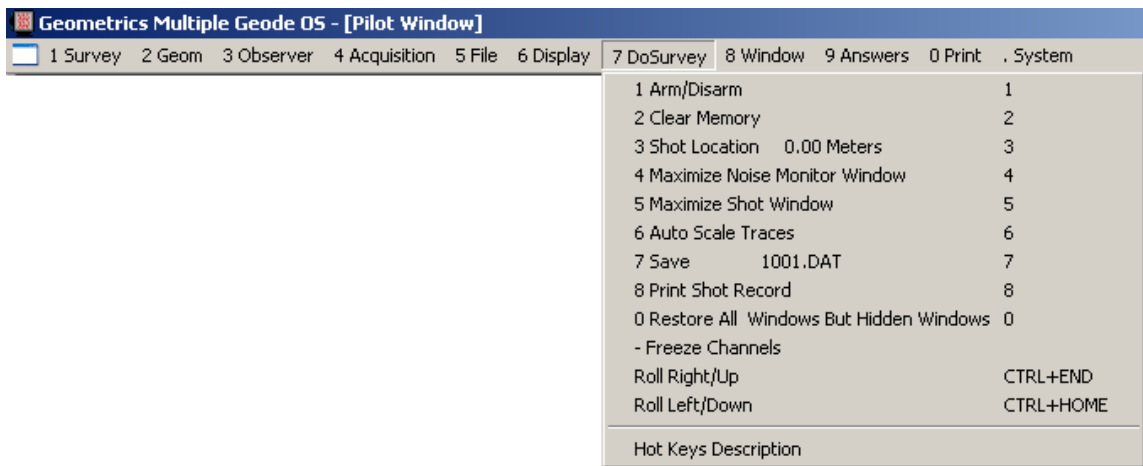 Geometrics Multiple Geode OS - [Pilot Window]
1 Survey 2 Geom 3 Observer 4 Acquisition 5 File 6 Display 7 DoSurvey 8 Window 9 Answers 0 Print . System
1 Arm/Disarm 1
2 Clear Memory 2
3 Shot Location 0.00 Meters 3
4 Maximize Noise Monitor Window 4
5 Maximize Shot Window 5
6 Auto Scale Traces 6
7 Save 1001.DAT 7
8 Print Shot Record 8
0 Restore All Windows But Hidden Windows 0
- Freeze Channels
Roll Right/Up CTRL+END
Roll Left/Down CTRL+HOME
Hot Keys Description